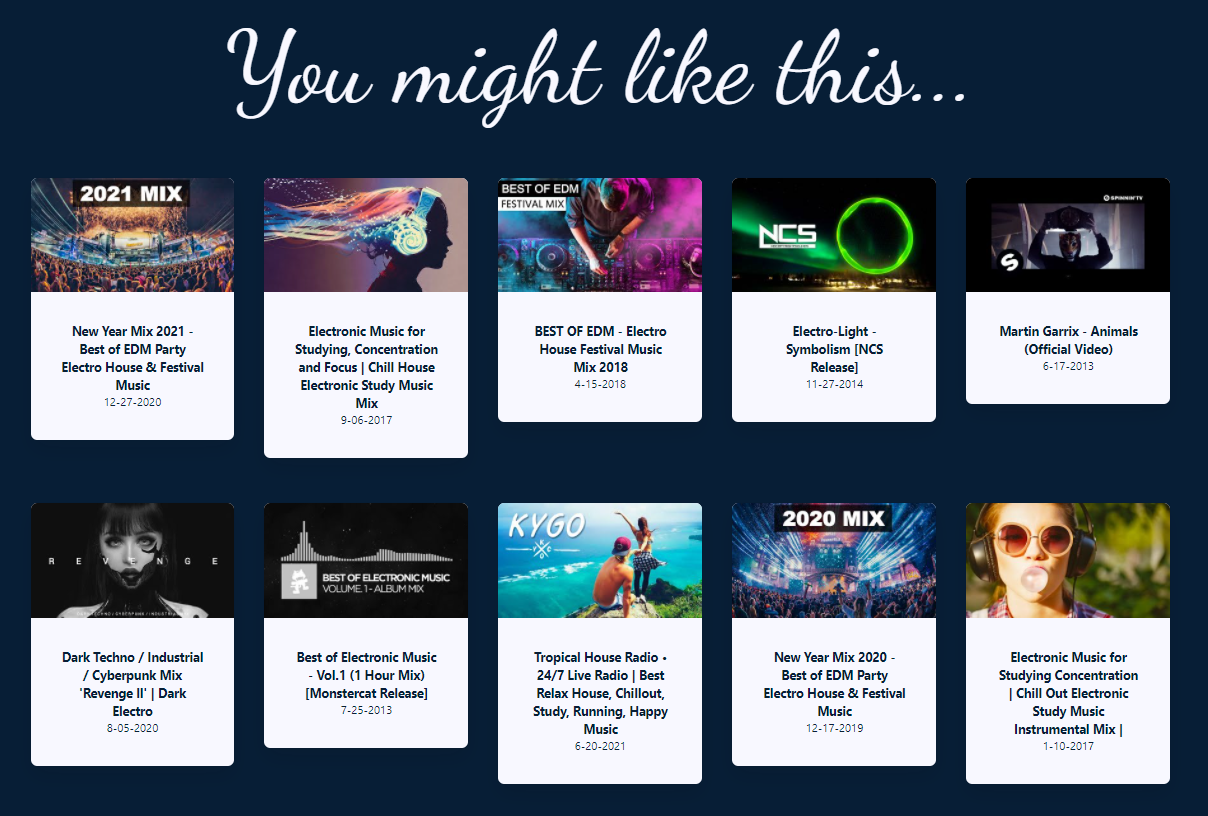 You might like this...
2021 MIX
New Year Mix 2021 -
Best of EDM Party
Electro House & Festival
Music
12-27-2020
Electronic Music for
Studying, Concentration
and Focus | Chill House
Electronic Study Music
Mix
9-06-2017
BEST OF EDM
FESTIVAL MIX
BEST OF EDM - Electro
House Festival Music
Mix 2018
4-15-2018
NCS
Electro-Light -
Symbolism [NCS
Release]
11-27-2014
SPINNIN' TV
S
Martin Garrix - Animals
(Official Video)
6-17-2013
REVENGE
DARK TECHNO / CYBERPUNK / INDUSTRIAL
Dark Techno / Industrial
/ Cyberpunk Mix
'Revenge II' | Dark
Electro
8-05-2020
BEST OF ELECTRONIC MUSIC
VOLUME. 1 - ALBUM MIX
Best of Electronic Music
- Vol.1 (1 Hour Mix)
[Monstercat Release]
7-25-2013
KYGO
Tropical House Radio •
24/7 Live Radio | Best
Relax House, Chillout,
Study, Running, Happy
Music
6-20-2021
2020 MIX
New Year Mix 2020 -
Best of EDM Party
Electro House & Festival
Music
12-17-2019
Electronic Music for
Studying Concentration
| Chill Out Electronic
Study Music
Instrumental Mix |
1-10-2017